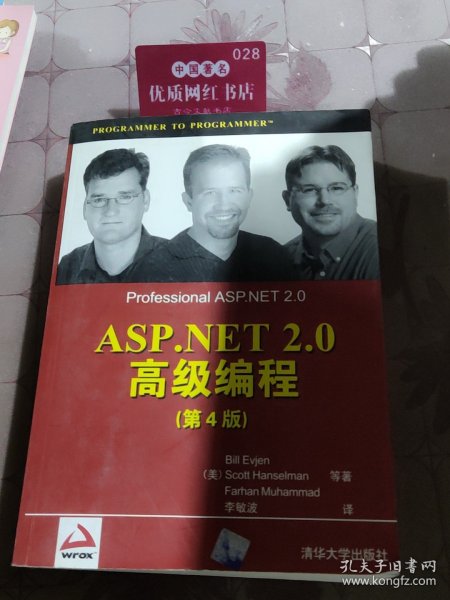 028
中国著名
优质网红书店
PROGRAMMER TO PROGRAMMER™
Professional ASP.NET 2.0
ASP.NET 2.0
高级编程
(第4版)
Bill Evjen
(美) Scott Hanselman 等著
Farhan Muhammad
李敏波 译
wrox
清华大学出版社
孔夫子旧书网
www.kongfz.com